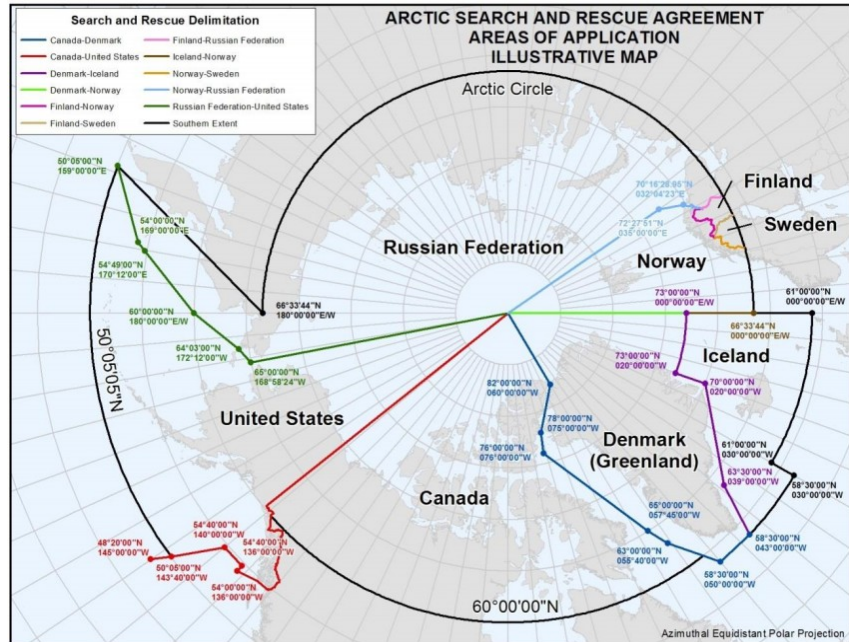 ARCTIC SEARCH AND RESCUE AGREEMENT
AREAS OF APPLICATION
ILLUSTRATIVE MAP
Search and Rescue Delimitation
Canada-Denmark
Canada-United States
Denmark-Iceland
Denmark-Norway
Finland-Norway
Finland-Sweden
Finland-Russian Federation
Iceland-Norway
Norway-Sweden
Norway-Russian Federation
Russian Federation-United States
Southern Extent
Arctic Circle
50°05'00"N
159°00'00"E
54°00'00"N
169°00'00"E
54°49'00"N
170°12'00"E
60°00'00"N
180°00'00"E/W
64°03'00"N
172°12'00"W
65°00'00"N
168°58'24"W
66°33'44"N
180°00'00"E/W
50°05'05"N
Russian Federation
70°16'28.95"N
032°04'23"E
72°27'51"N
035°00'00"E
Finland
Sweden
Norway
73°00'00"N
000°00'00"E/W
61°00'00"N
000°00'00"E/W
66°33'44"N
000°00'00"E/W
Iceland
73°00'00"N
020°00'00"W
70°00'00"N
020°00'00"W
82°00'00"N
060°00'00"W
78°00'00"N
075°00'00"W
76°00'00"N
076°00'00"W
Denmark
(Greenland)
61°00'00"N
030°00'00"W
58°30'00"N
030°00'00"W
63°30'00"N
039°00'00"W
United States
Canada
65°00'00"N
057°45'00"W
63°00'00"N
055°40'00"W
58°30'00"N
043°00'00"W
58°30'00"N
050°00'00"W
48°20'00"N
145°00'00"W
50°05'00"N
143°40'00"W
54°40'00"N
140°00'00"W
54°40'00"N
136°00'00"W
54°00'00"N
136°00'00"W
60°00'00"N
Azimuthal Equidistant Polar Projection